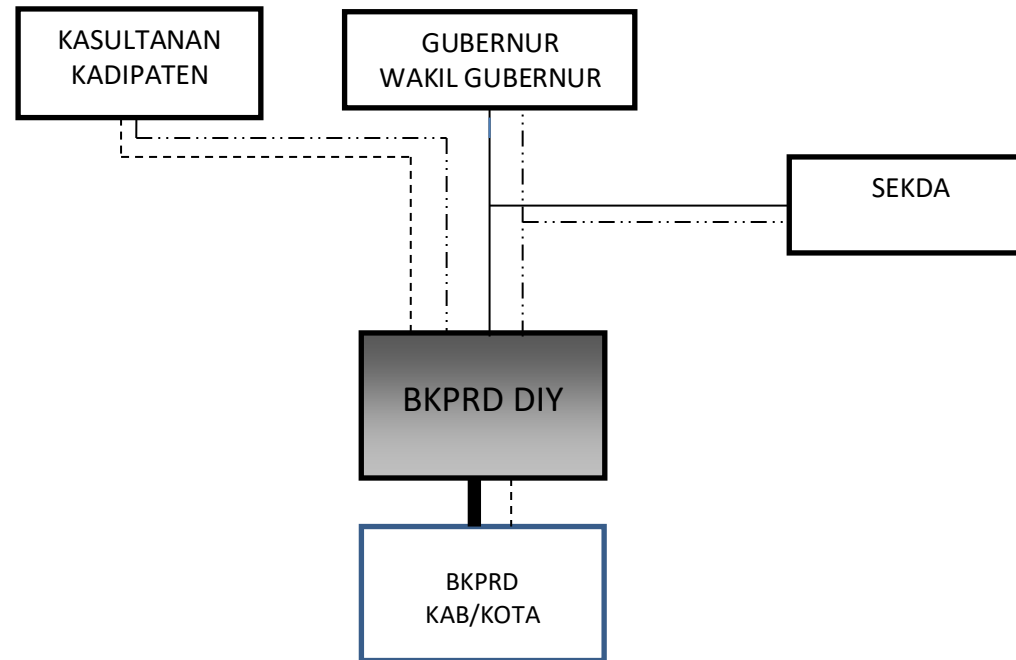 KASULTANAN
KADIPATEN
GUBERNUR
WAKIL GUBERNUR
SEKDA
BKPRD DIY
BKPRD
KAB/KOTA